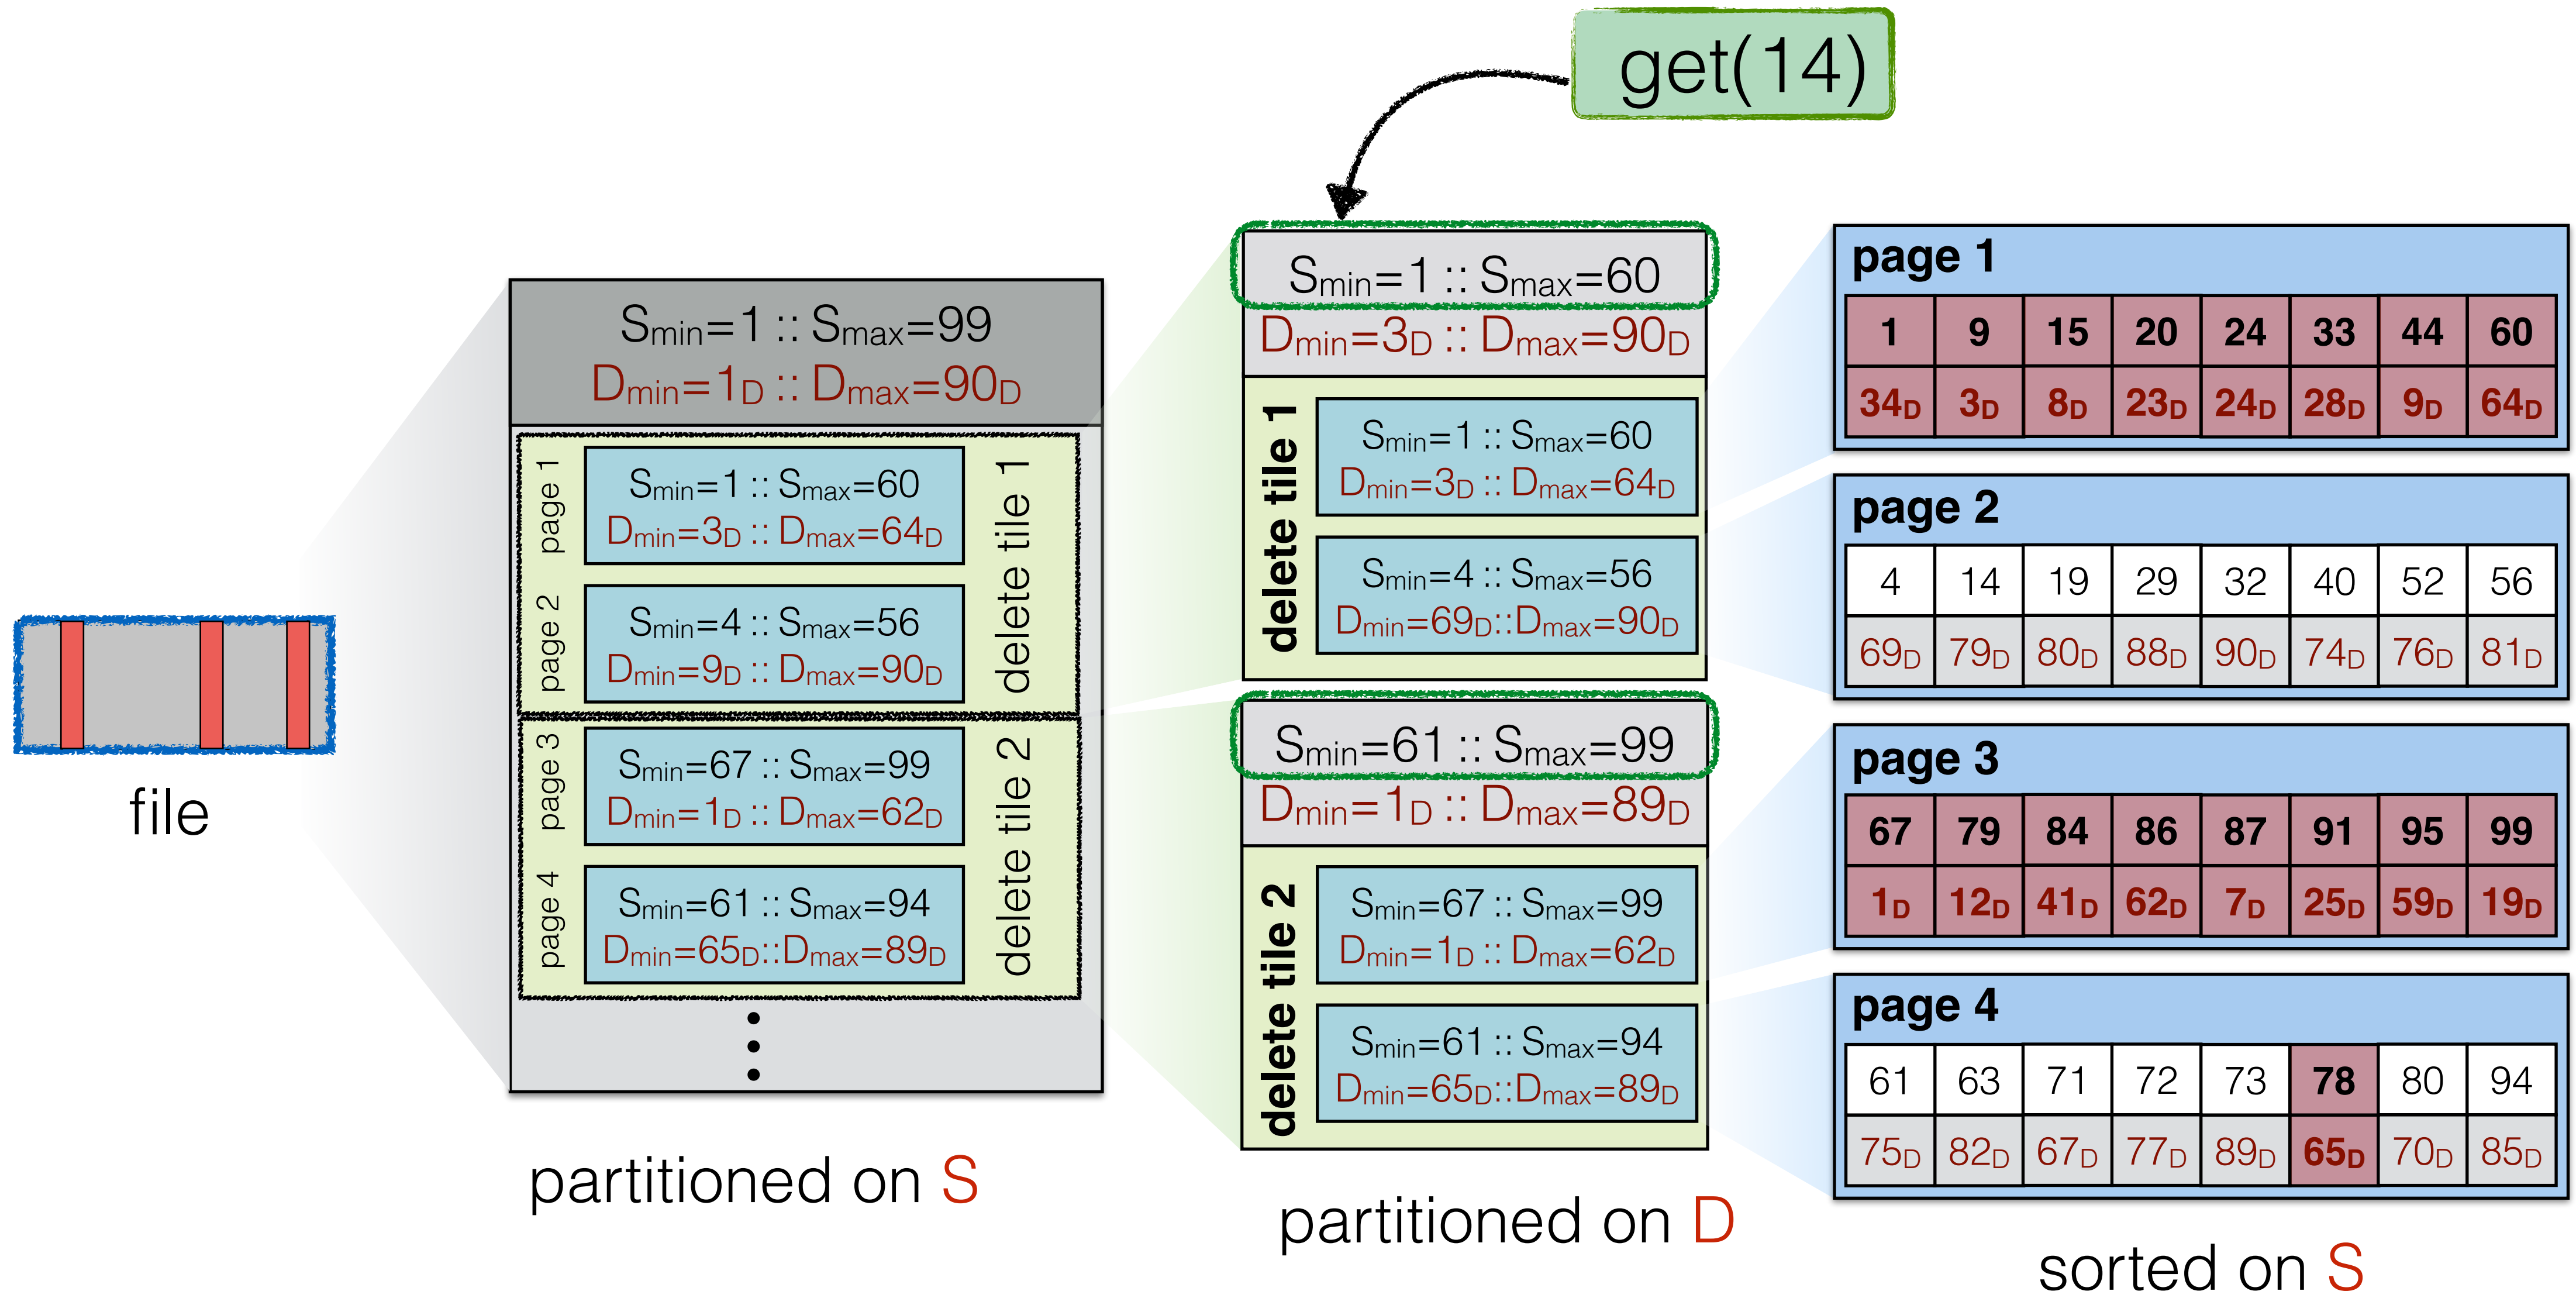 get(14)
file
Smin=1 :: Smax=99
Dmin=1D :: Dmax=90D
page 1
Smin=1 :: Smax=60
Dmin=3D :: Dmax=64D
page 2
Smin=4 :: Smax=56
Dmin=9D :: Dmax=90D
delete tile 1
page 3
Smin=67 :: Smax=99
Dmin=1D :: Dmax=62D
page 4
Smin=61 :: Smax=94
Dmin=65D::Dmax=89D
delete tile 2
partitioned on S
Smin=1 :: Smax=60
Dmin=3D :: Dmax=90D
delete tile 1
Smin=1 :: Smax=60
Dmin=3D :: Dmax=64D
Smin=4 :: Smax=56
Dmin=69D::Dmax=90D
Smin=61 :: Smax=99
Dmin=1D :: Dmax=89D
delete tile 2
Smin=67 :: Smax=99
Dmin=1D :: Dmax=62D
Smin=61 :: Smax=94
Dmin=65D::Dmax=89D
partitioned on D
page 1
1 9 15 20 24 33 44 60
34D 3D 8D 23D 24D 28D 9D 64D
page 2
4 14 19 29 32 40 52 56
69D 79D 80D 88D 90D 74D 76D 81D
page 3
67 79 84 86 87 91 95 99
1D 12D 41D 62D 7D 25D 59D 19D
page 4
61 63 71 72 73 78 80 94
75D 82D 67D 77D 89D 65D 70D 85D
sorted on S